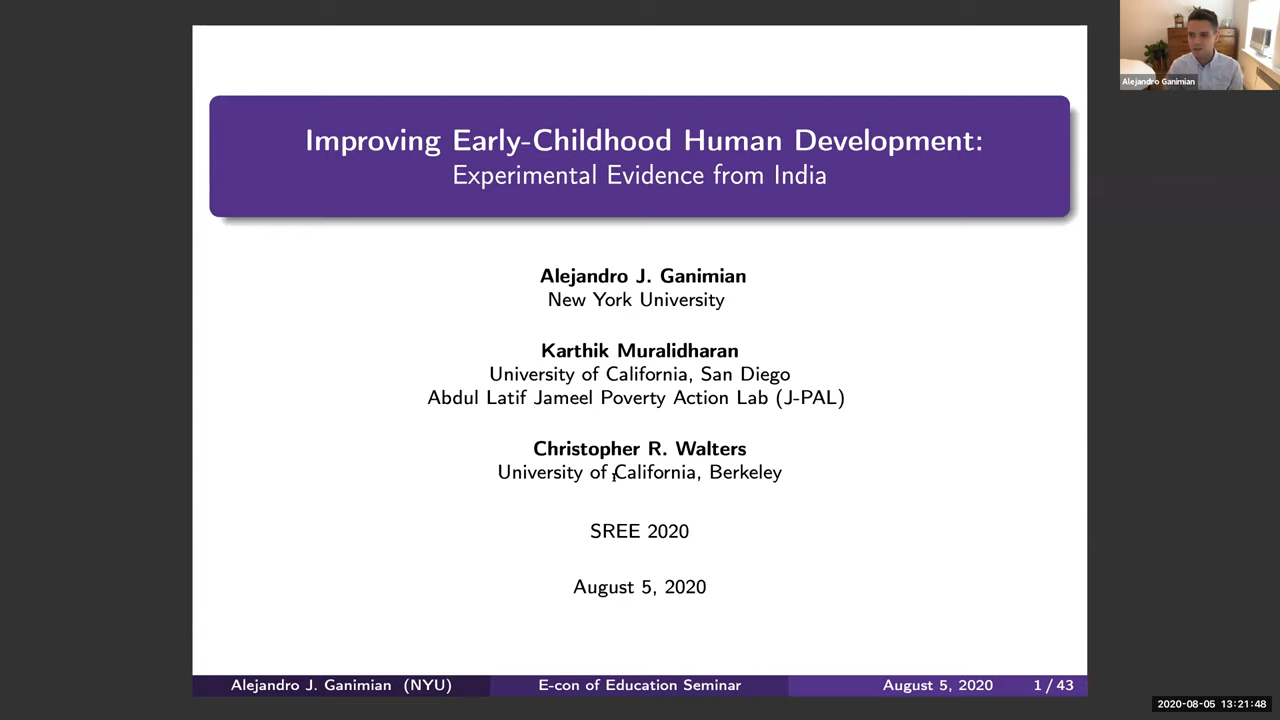 Improving Early-Childhood Human Development:
Experimental Evidence from India
Alejandro J. Ganimian
New York University
Karthik Muralidharan
University of California, San Diego
Abdul Latif Jameel Poverty Action Lab (J-PAL)
Christopher R. Walters
University of California, Berkeley
SREE 2020
August 5, 2020
Alejandro J. Ganimian (NYU) E-con of Education Seminar August 5, 2020 1 / 43
Alejandro Ganimian
2020-08-05 13:21:48